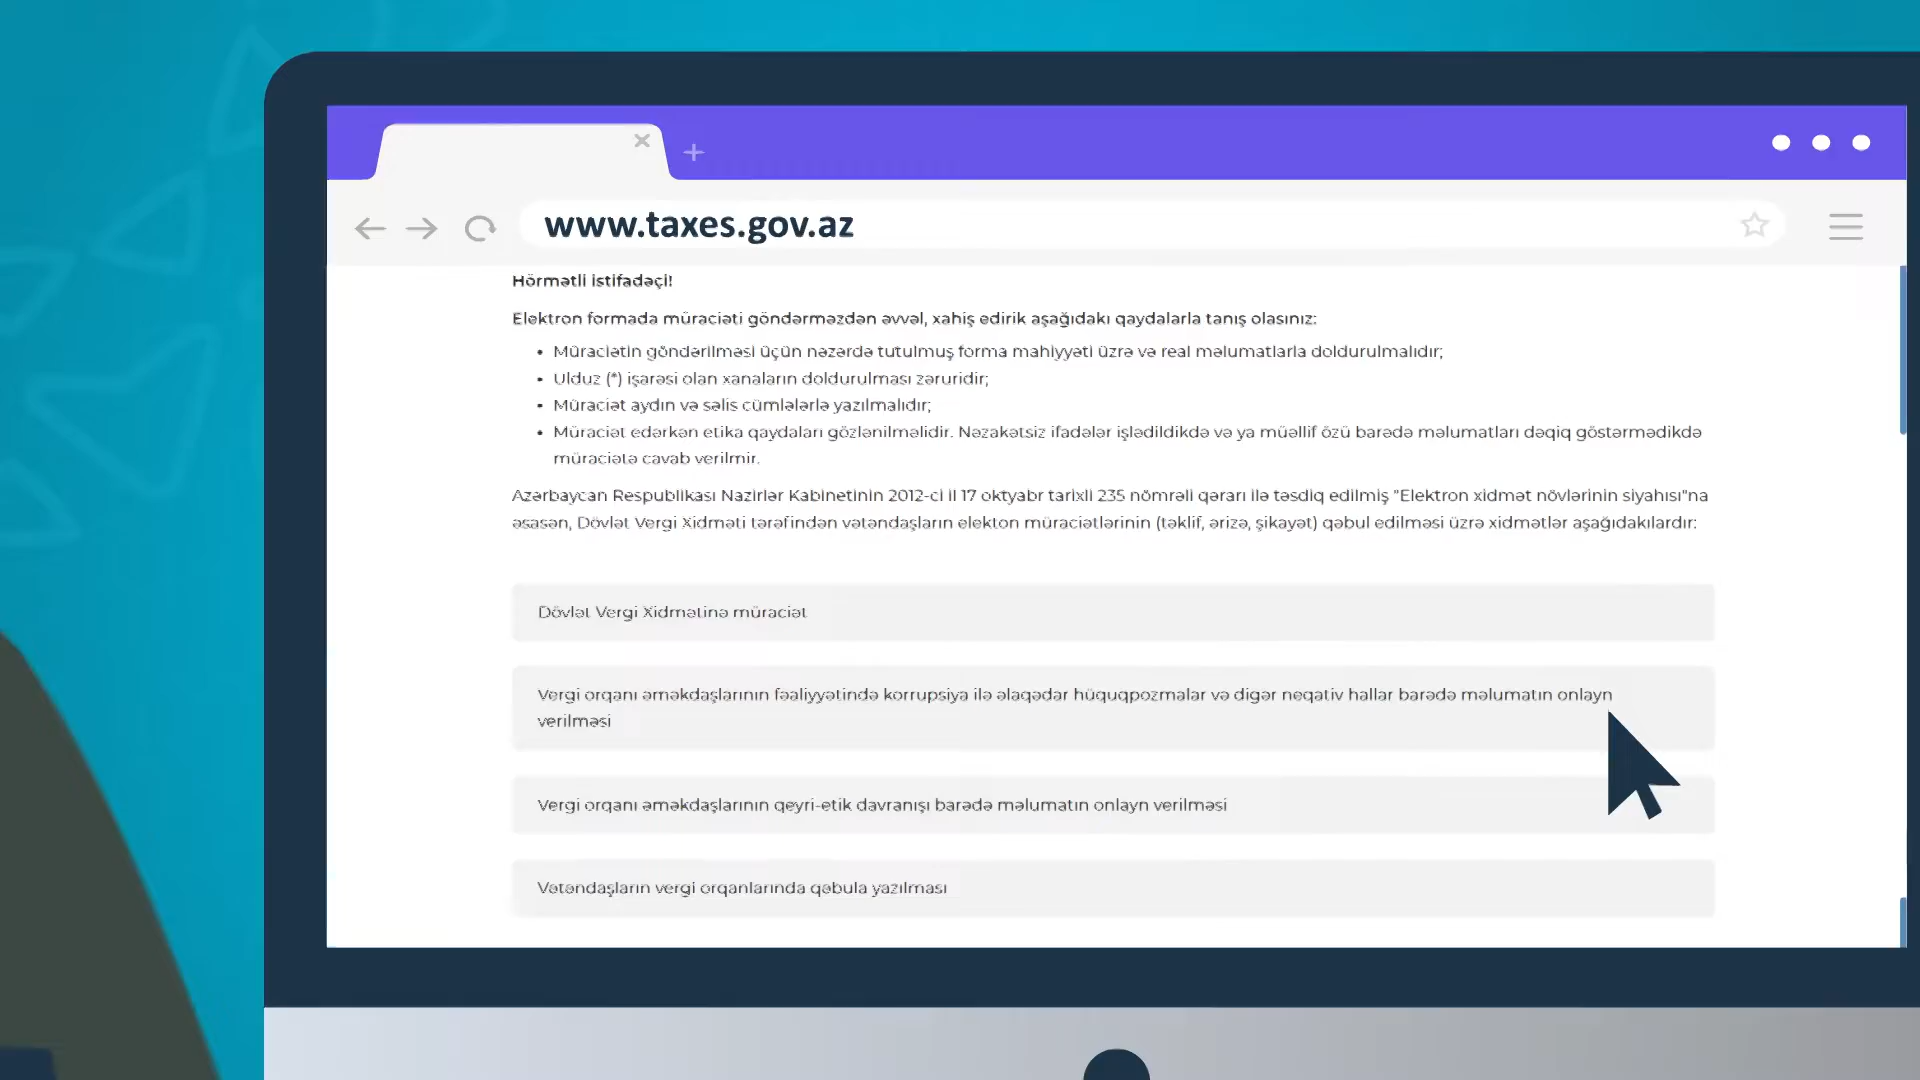 www.taxes.gov.az
Hörmətli istifadəçi!
Elektron formada müraciəti göndərməzdən əvvəl, xahiş edirik aşağıdakı qaydalarla tanış olasınız:
• Müraciətin göndərilməsi üçün nəzərdə tutulmuş forma mahiyyəti üzrə və real məlumatlarla doldurulmalıdır;
• Ulduz (*) işarəsi olan xanaların doldurulması zəruridir;
• Müraciət aydın və səlis cümlələrlə yazılmalıdır;
• Müraciət edərkən etika qaydaları gözlənilməlidir. Nəzakətsiz ifadələr işlədildikdə və ya müəllif özü barədə məlumatları dəqiq göstərmədikdə
müraciətə cavab verilmir.
Azərbaycan Respublikası Nazirlər Kabinetinin 2012-ci il 17 oktyabr tarixli 235 nömrəli qərarı ilə təsdiq edilmiş "Elektron xidmət növlərinin siyahısı"na
əsasən, Dövlət Vergi Xidməti tərəfindən vətəndaşların elekton müraciətlərinin (təklif, ərizə, şikayət) qəbul edilməsi üzrə xidmətlər aşağıdakılardır:
Dövlət Vergi Xidmətinə müraciət
Vergi orqanı əməkdaşlarının fəaliyyətində korrupsiya ilə əlaqədar hüquqpozmalar və digər neqativ hallar barədə məlumatın onlayn
verilməsi
Vergi orqanı əməkdaşlarının qeyri-etik davranışı barədə məlumatın onlayn verilməsi
Vətəndaşların vergi orqanlarında qəbula yazılması